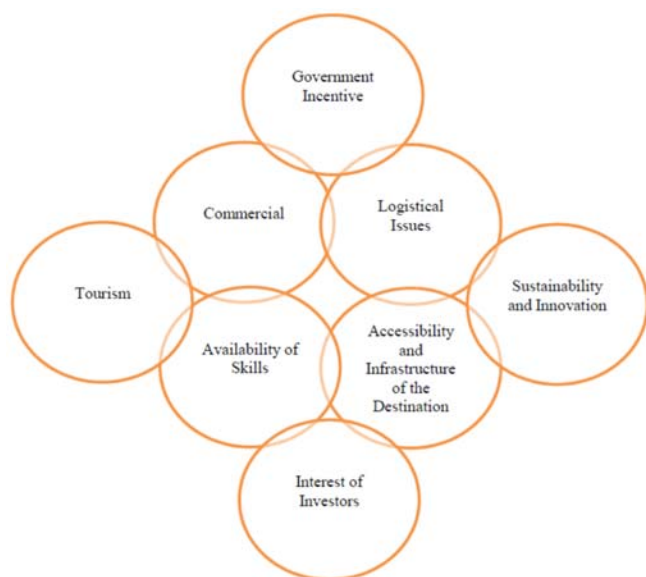 Government
Incentive
Commercial
Logistical
Issues
Tourism
Sustainability
and Innovation
Availability of
Skills
Accessibility
and
Infrastructure
of the
Destination
Interest of
Investors